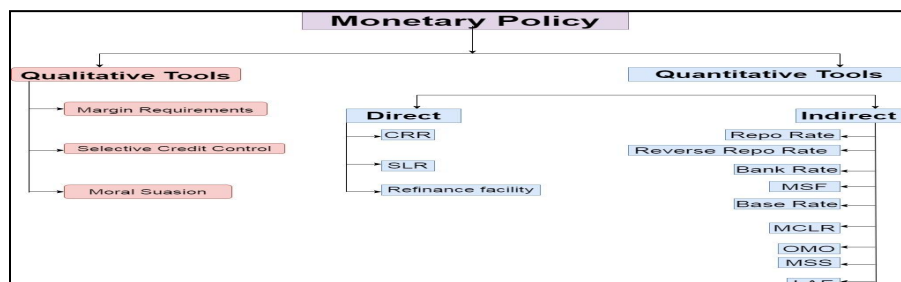 Monetary Policy
Qualitative Tools
Quantitative Tools
Margin Requirements
Selective Credit Control
Moral Suasion
Direct
CRR
SLR
Refinance facility
Indirect
Repo Rate
Reverse Repo Rate
Bank Rate
MSF
Base Rate
MCLR
OMO
MSS